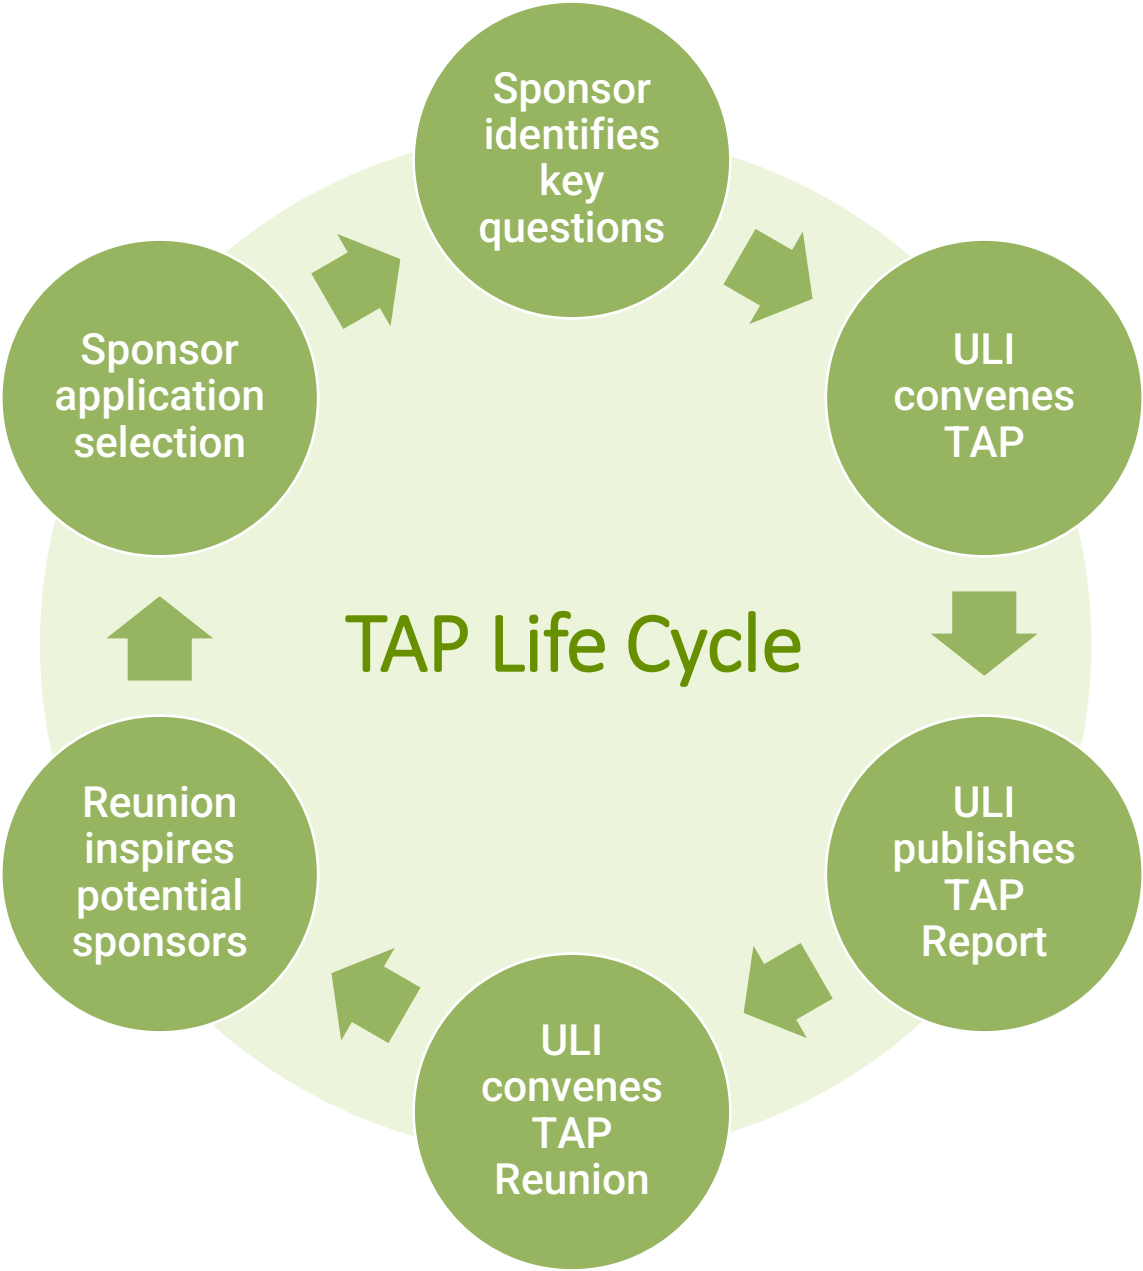 Sponsor
identifies
key
questions
ULI
convenes
TAP
ULI
publishes
TAP
Report
ULI
convenes
TAP
Reunion
Reunion
inspires
potential
sponsors
Sponsor
application
selection
TAP Life Cycle